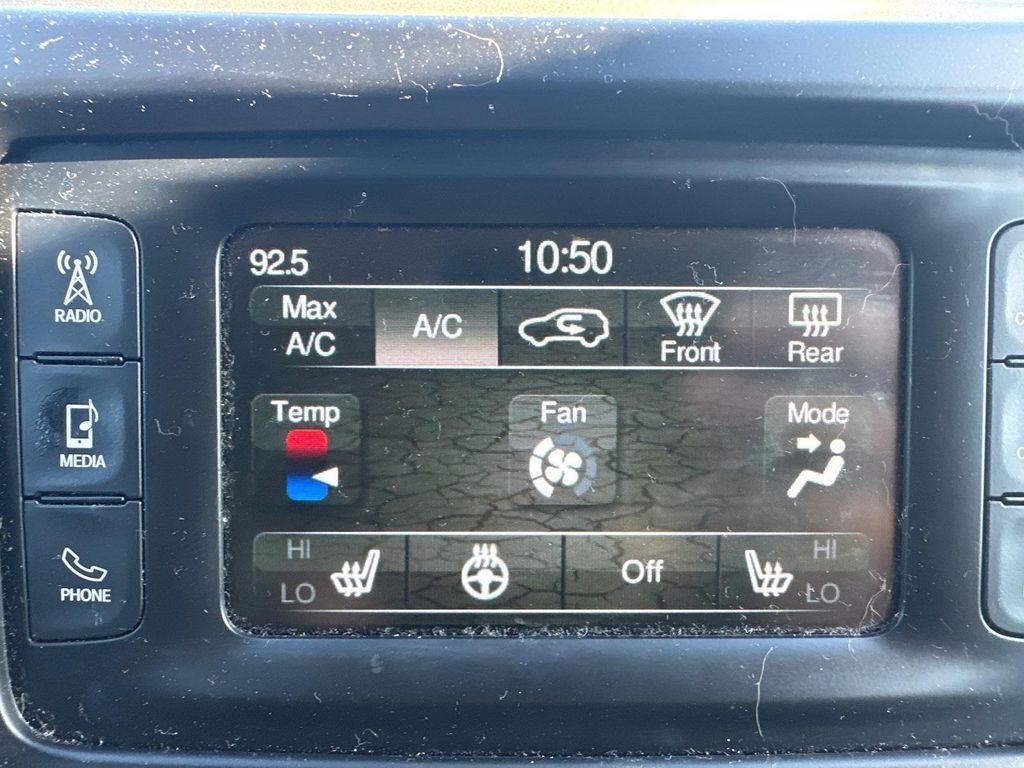 92.5
10:50
Max
A/C
A/C
Front
Rear
RADIO
MEDIA
PHONE
Temp
Fan
Mode
HI
LO
Off
HI
LO